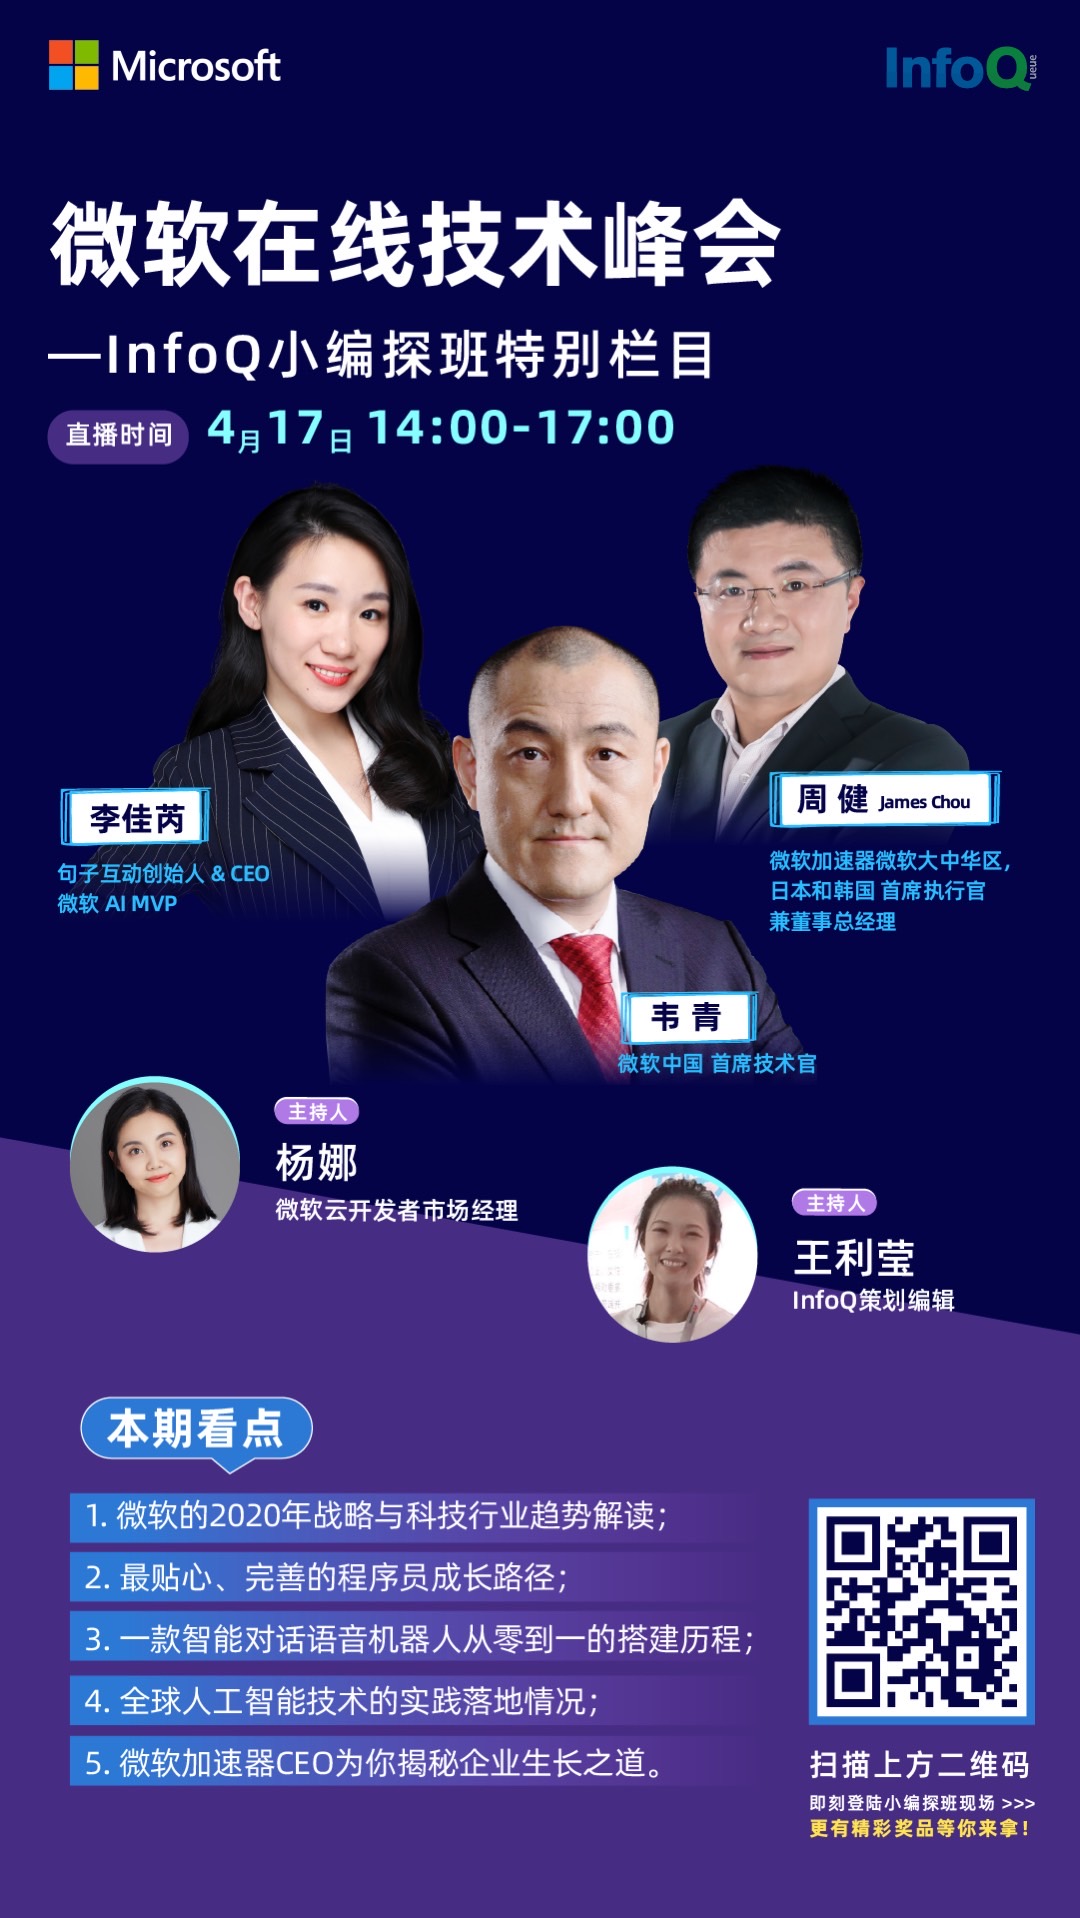 Microsoft
InfoQ
ueue
微软在线技术峰会
—InfoQ小编探班特别栏目
直播时间 4月17日 14:00-17:00
李佳芮
句子互动创始人 & CEO
微软 AI MVP
周 健 James Chou
微软加速器微软大中华区,
日本和韩国 首席执行官
兼董事总经理
韦 青
微软中国 首席技术官
主持人
杨娜
微软云开发者市场经理
主持人
王利莹
InfoQ策划编辑
本期看点
1. 微软的2020年战略与科技行业趋势解读；
2. 最贴心、完善的程序员成长路径；
3. 一款智能对话语音机器人从零到一的搭建历程；
4. 全球人工智能技术的实践落地情况；
5. 微软加速器CEO为你揭秘企业生长之道。
扫描上方二维码
即刻登陆小编探班现场 >>>
更有精彩奖品等你来拿！